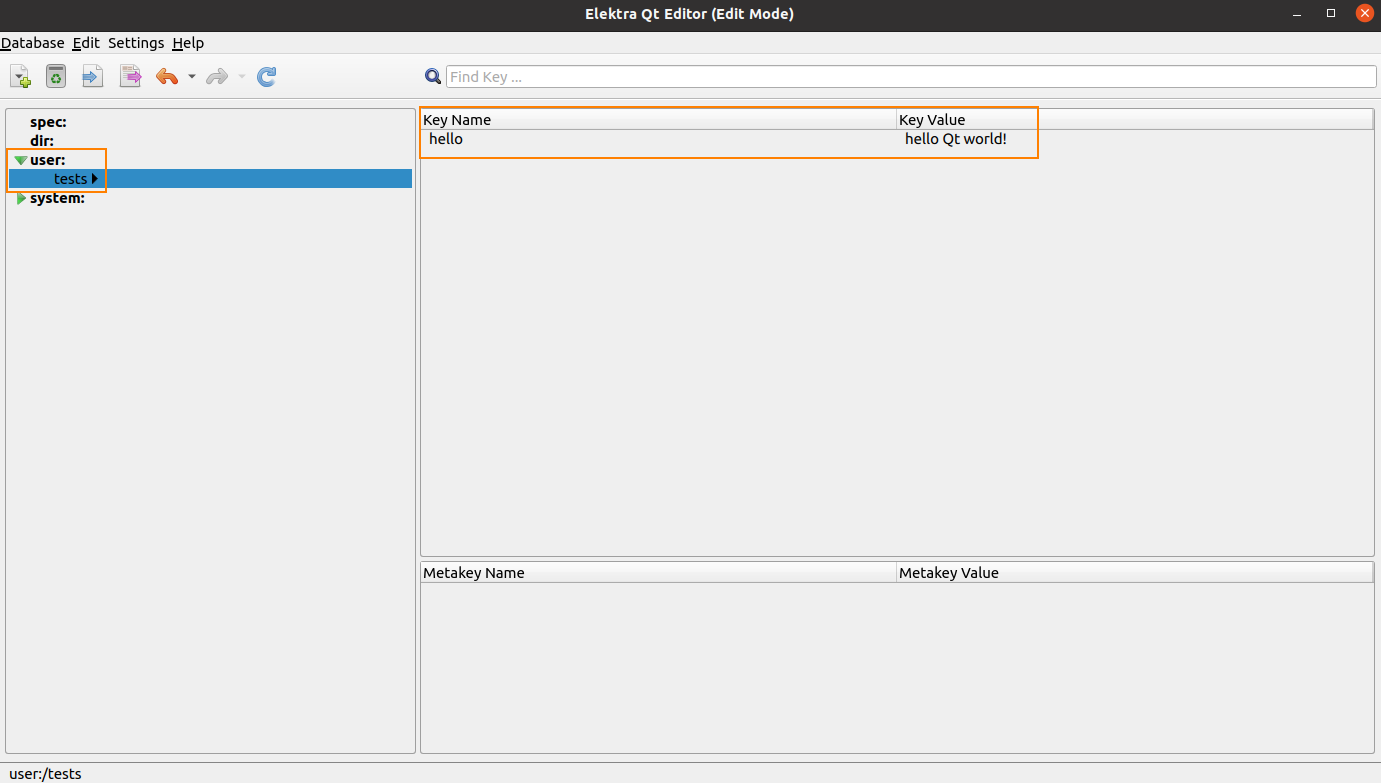 Elektra Qt Editor (Edit Mode)
Database Edit Settings Help
Find Key ...
spec:
dir:
user:
tests
system:
Key Name Key Value
hello hello Qt world!
Metakey Name Metakey Value
user:/tests